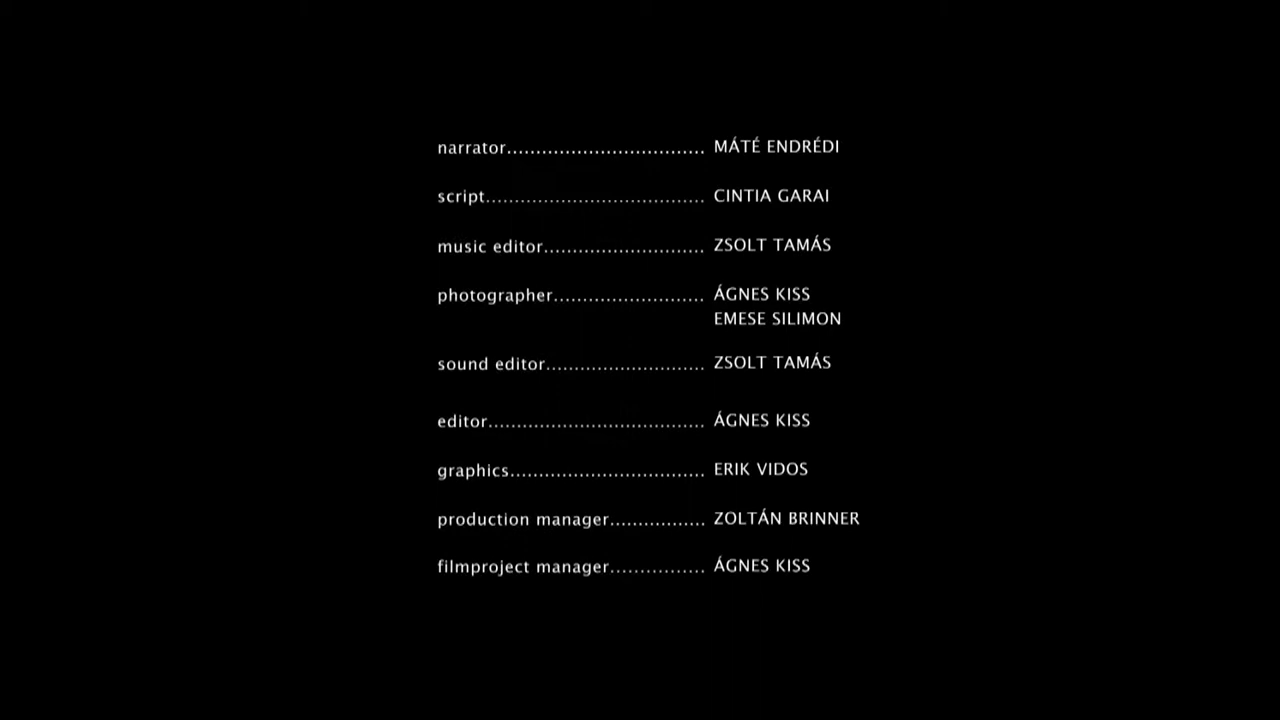 narrator.................................. MÁTÉ ENDRÉDI
script...................................... CINTIA GARAI
music editor............................ ZSOLT TAMÁS
photographer.......................... ÁGNES KISS
EMESE SILIMON
sound editor........................... ZSOLT TAMÁS
editor..................................... ÁGNES KISS
graphics................................. ERIK VIDOS
production manager................ ZOLTÁN BRINNER
filmproject manager................ ÁGNES KISS